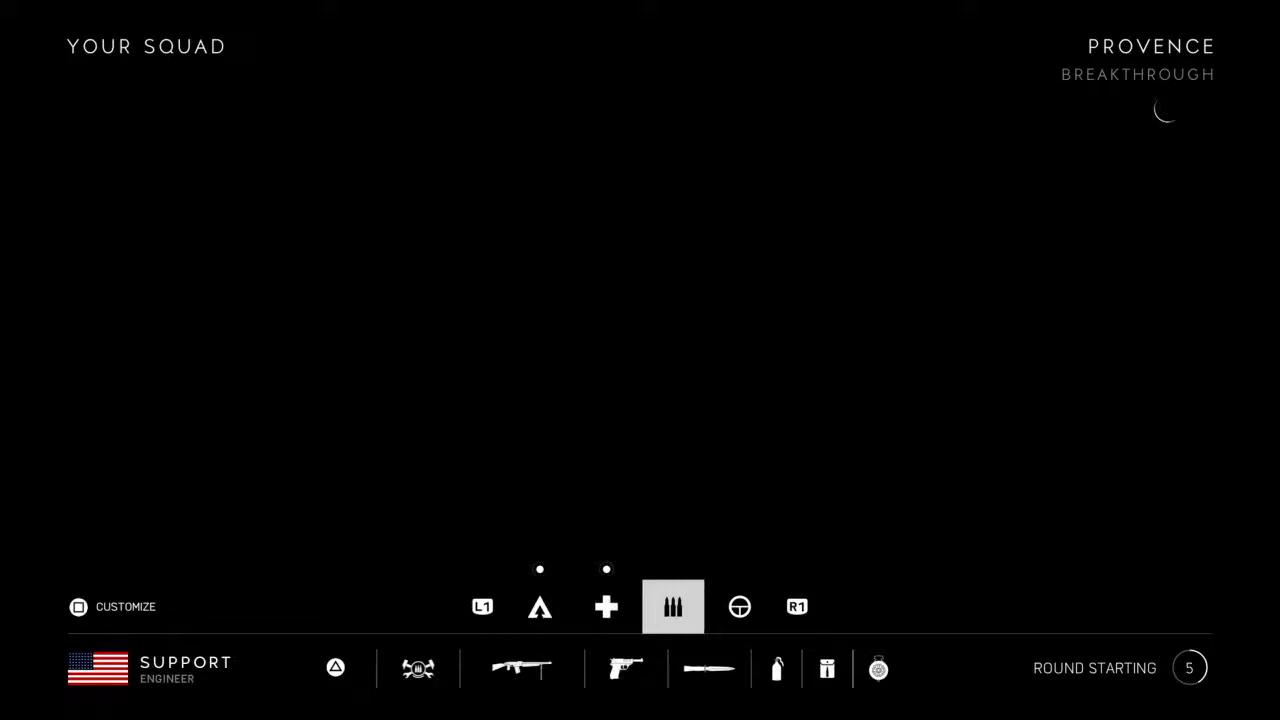 YOUR SQUAD
PROVENCE
BREAKTHROUGH
CUSTOMIZE
L1
R1
SUPPORT
ENGINEER
ROUND STARTING 5